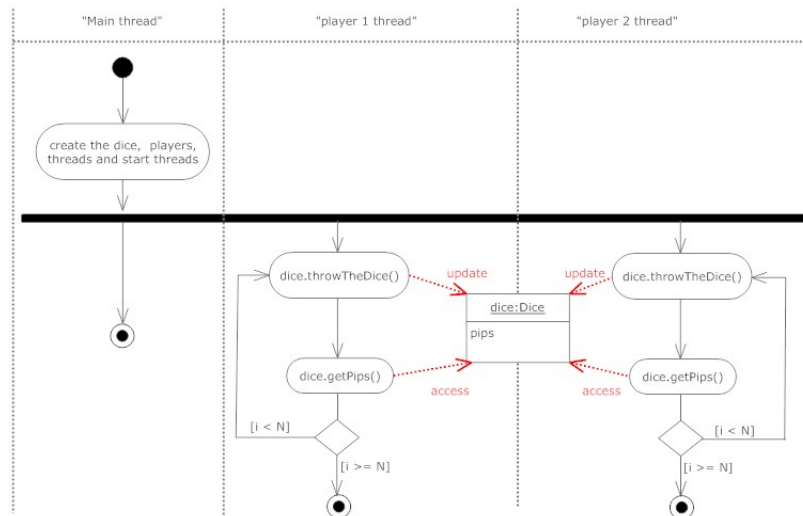 "Main thread"
"player 1 thread"
"player 2 thread"
create the dice, players,
threads and start threads
dice.throwTheDice()
update
update
dice.throwTheDice()
dice:Dice
pips
dice.getPips()
access
access
dice.getPips()
[i < N]
[i < N]
[i >= N]
[i >= N]